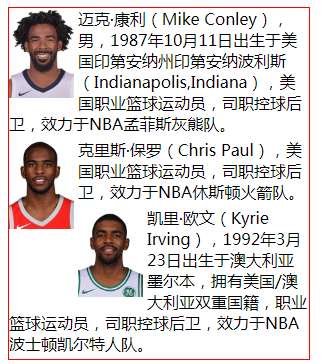 迈克·康利（Mike Conley），
男，1987年10月11日出生于美
国印第安纳州印第安纳波利斯
（Indianapolis,Indiana），美
国职业篮球运动员，司职控球后
卫，效力于NBA孟菲斯灰熊队。
克里斯·保罗（Chris Paul），美
国职业篮球运动员，司职控球后
卫，效力于NBA休斯顿火箭队。
凯里·欧文（Kyrie
Irving），1992年3月
23日出生于澳大利亚
墨尔本，拥有美国/澳
大利亚双重国籍，职业
篮球运动员，司职控球后卫，效力于NBA
波士顿凯尔特人队。